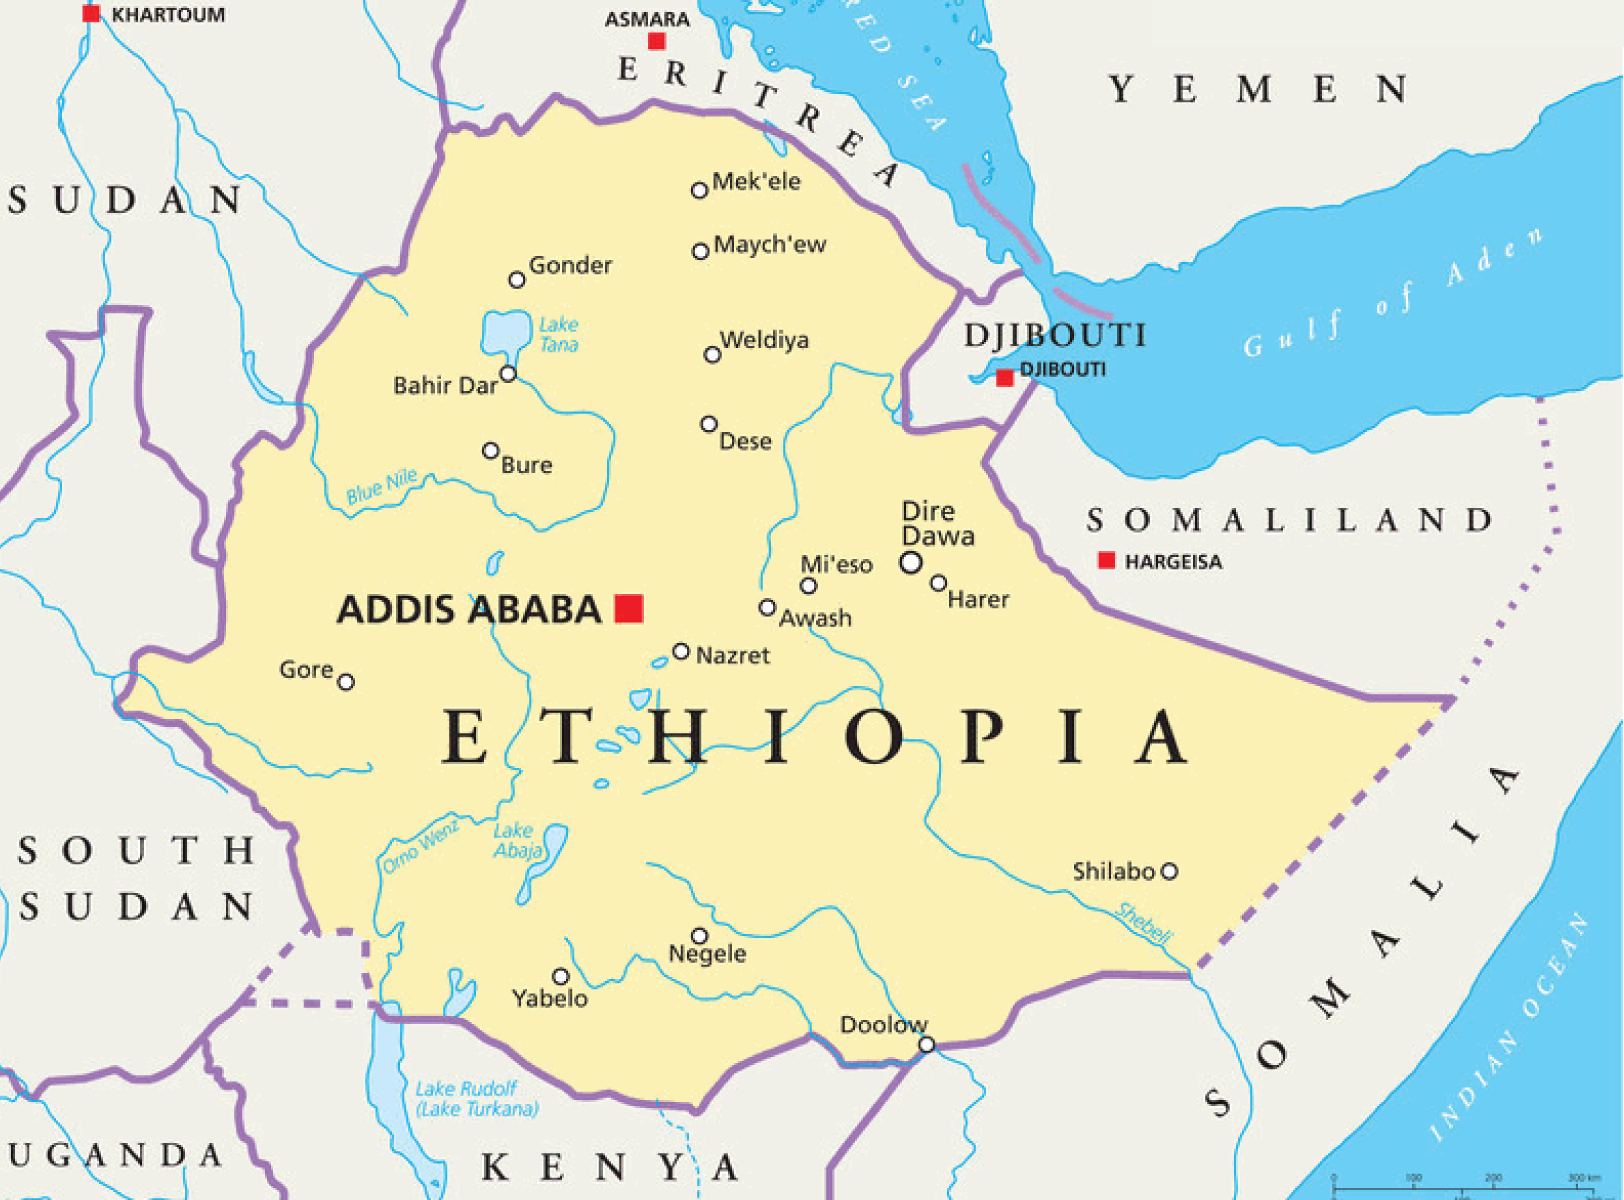 KHARTOUM
ASMARA
ERITREA
RED SEA
YEMEN
SUDAN
Mek'ele
Maych'ew
Gonder
Lake
Tana
Weldiya
Bahir Dar
DJIBOUTI
DJIBOUTI
Gulf of Aden
Dese
Bure
Blue Nile
Dire
Dawa
SOMALILAND
HARGEISA
Mi'eso
Harer
ADDIS ABABA
Awash
Nazret
Gore
ETHIOPIA
SOUTH
SUDAN
Omo Wenz
Lake
Abaja
Shilabo
Shebeli
Negele
Yabelo
Doolow
SOMALIA
INDIAN OCEAN
Lake Rudolf
(Lake Turkana)
UGANDA
KENYA
0 100 200 300 km